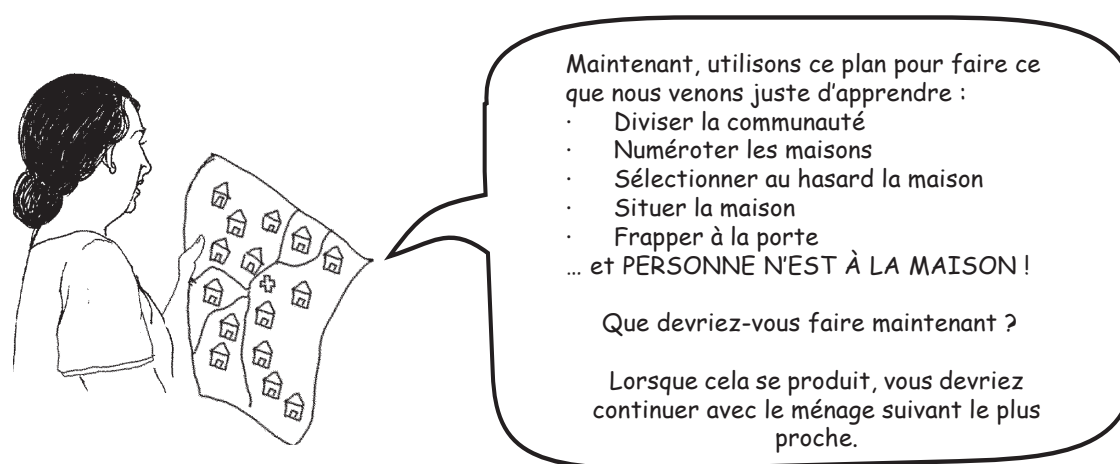 Maintenant, utilisons ce plan pour faire ce
que nous venons juste d'apprendre :
· Diviser la communauté
· Numéroter les maisons
· Sélectionner au hasard la maison
· Situer la maison
· Frapper à la porte
... et PERSONNE N'EST À LA MAISON !
Que devriez-vous faire maintenant ?
Lorsque cela se produit, vous devriez
continuer avec le ménage suivant le plus
proche.